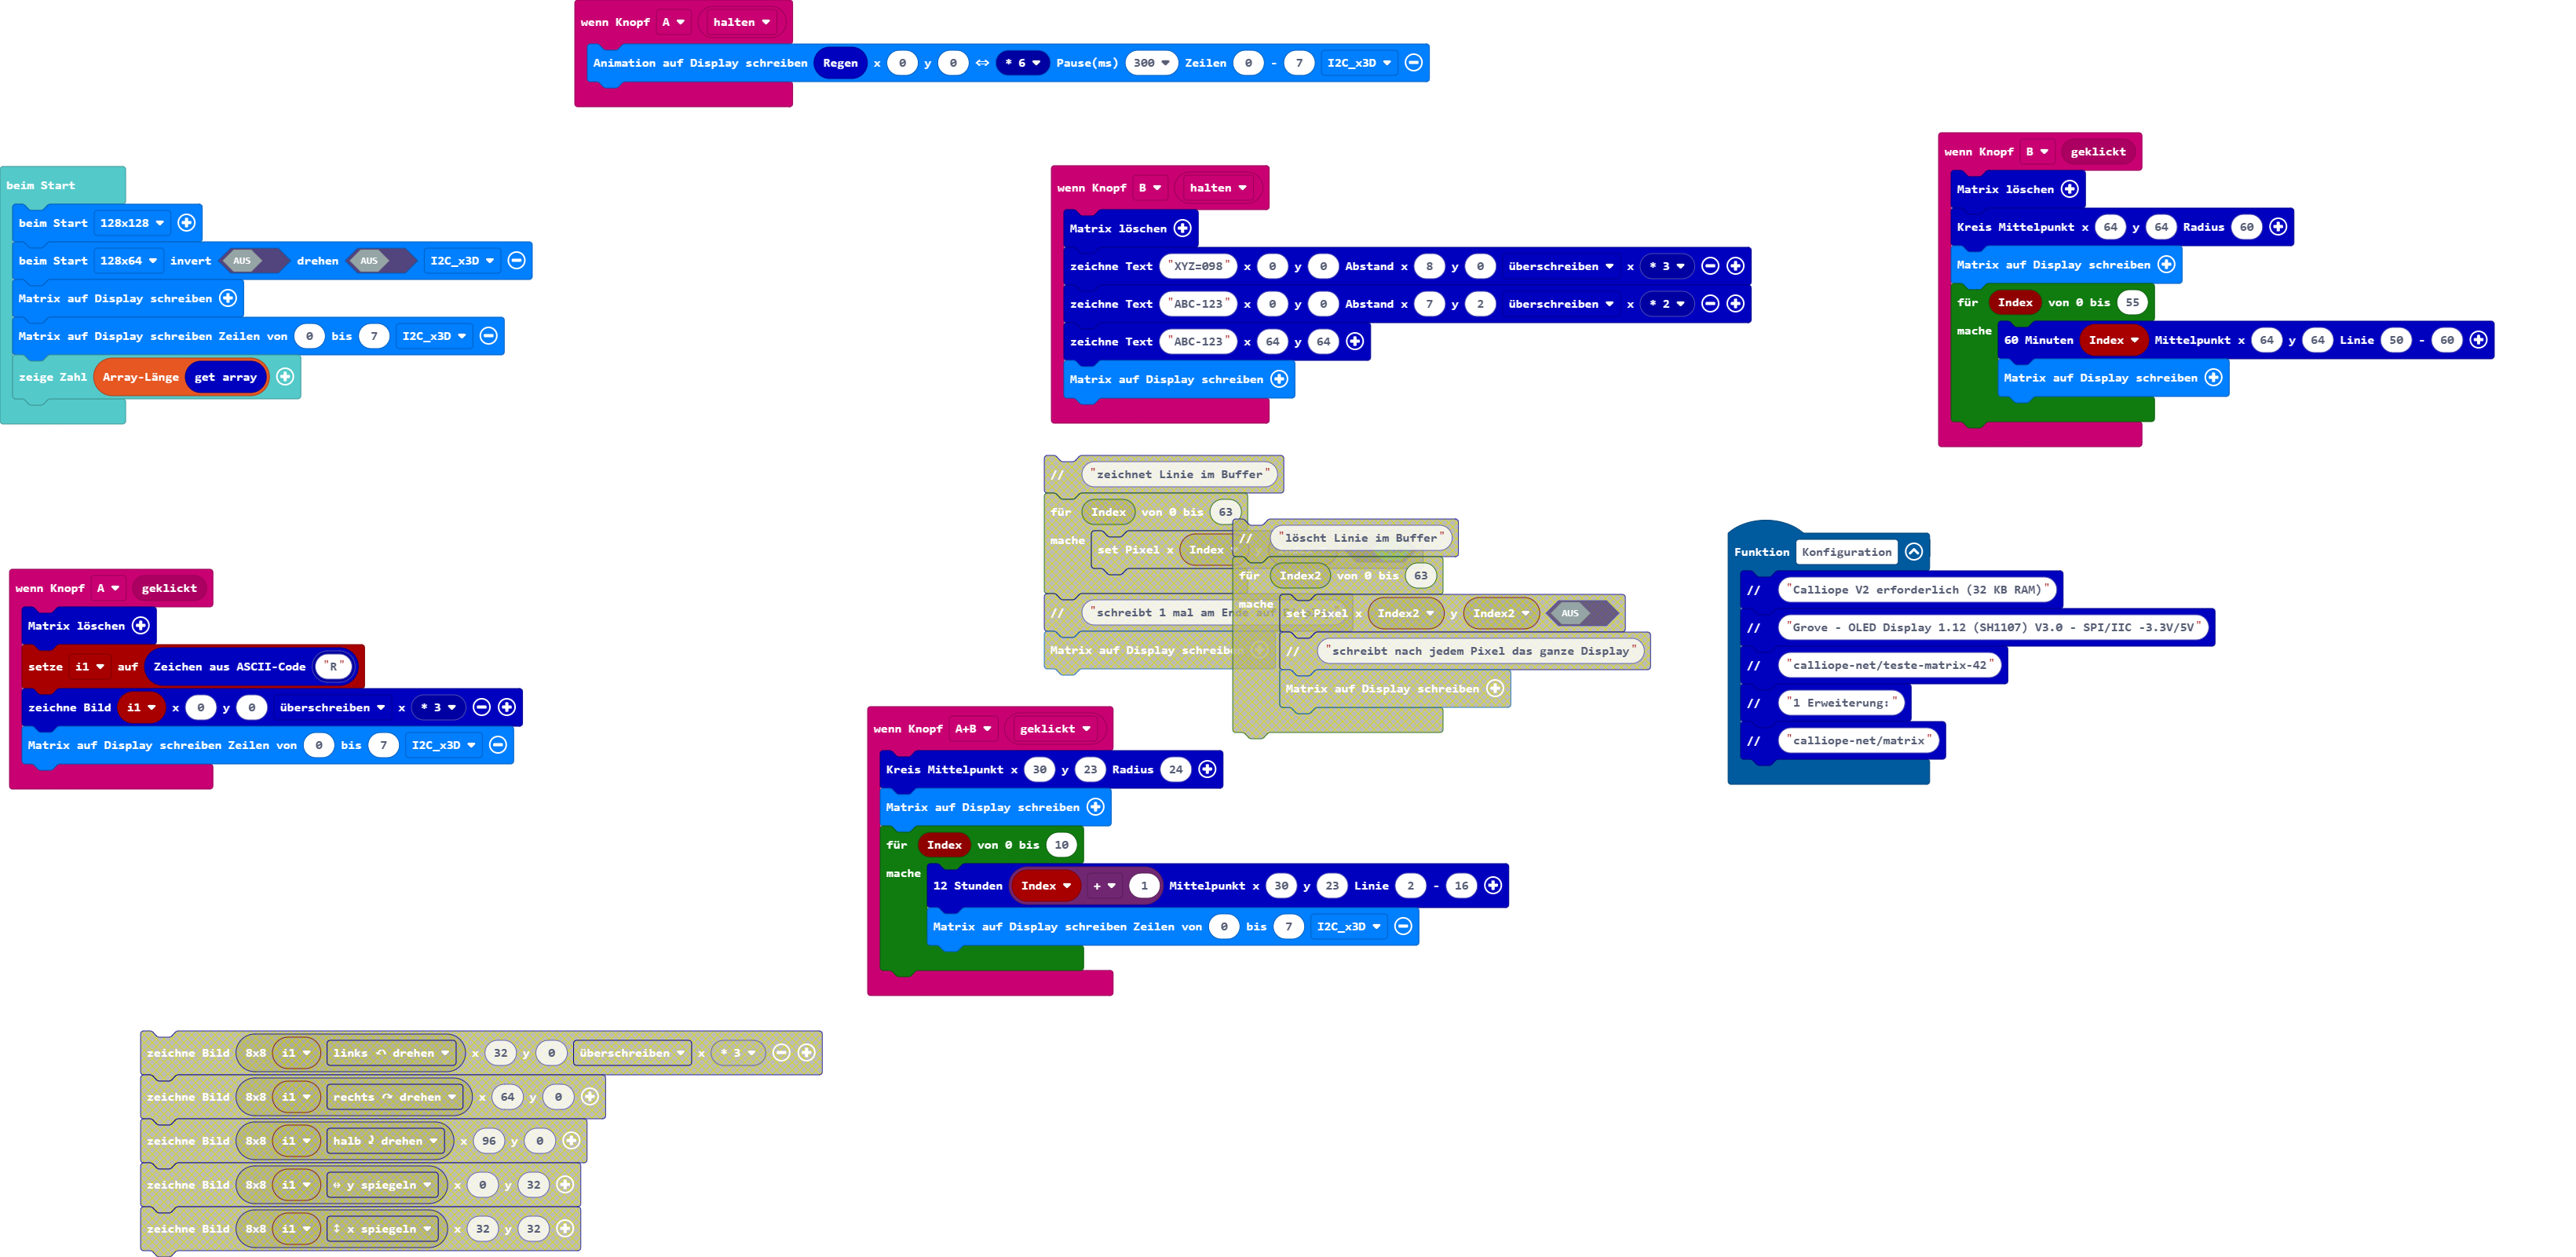 wenn Knopf A halten
Animation auf Display schreiben Regen x 0 y 0 ⇔ * 6 Pause(ms) 300 Zeilen 0 - 7 I2C_x3D
beim Start
beim Start 128x128
beim Start 128x64 invert AUS drehen AUS I2C_x3D
Matrix auf Display schreiben
Matrix auf Display schreiben Zeilen von 0 bis 7 I2C_x3D
zeige Zahl Array-Länge get array
wenn Knopf B halten
Matrix löschen
zeichne Text "XYZ=098" x 0 y 0 Abstand x 8 y 0 überschreiben x * 3
zeichne Text "ABC-123" x 0 y 0 Abstand x 7 y 2 überschreiben x * 2
zeichne Text "ABC-123" x 64 y 64
Matrix auf Display schreiben
wenn Knopf B geklickt
Matrix löschen
Kreis Mittelpunkt x 64 y 64 Radius 60
Matrix auf Display schreiben
für Index von 0 bis 55
mache
60 Minuten Index Mittelpunkt x 64 y 64 Linie 50 - 60
Matrix auf Display schreiben
// "zeichnet Linie im Buffer"
für Index von 0 bis 63
mache
set Pixel x Index
// "schreibt 1 mal am Ende auf
Matrix auf Display schreiben
// "löscht Linie im Buffer"
für Index2 von 0 bis 63
mache
set Pixel x Index2 y Index2 AUS
// "schreibt nach jedem Pixel das ganze Display"
Matrix auf Display schreiben
Funktion Konfiguration
// "Calliope V2 erforderlich (32 KB RAM)"
// "Grove - OLED Display 1.12 (SH1107) V3.0 - SPI/IIC -3.3V/5V"
// "calliope-net/teste-matrix-42"
// "1 Erweiterung:"
// "calliope-net/matrix"
wenn Knopf A geklickt
Matrix löschen
setze i1 auf Zeichen aus ASCII-Code "R"
zeichne Bild i1 x 0 y 0 überschreiben x * 3
Matrix auf Display schreiben Zeilen von 0 bis 7 I2C_x3D
wenn Knopf A+B geklickt
Kreis Mittelpunkt x 30 y 23 Radius 24
Matrix auf Display schreiben
für Index von 0 bis 10
mache
12 Stunden Index + 1 Mittelpunkt x 30 y 23 Linie 2 - 16
Matrix auf Display schreiben Zeilen von 0 bis 7 I2C_x3D
zeichne Bild 8x8 i1 links ↶ drehen x 32 y 0 überschreiben x * 3
zeichne Bild 8x8 i1 rechts ↷ drehen x 64 y 0
zeichne Bild 8x8 i1 halb drehen x 96 y 0
zeichne Bild 8x8 i1 ↔ y spiegeln x 0 y 32
zeichne Bild 8x8 i1 ↕ x spiegeln x 32 y 32